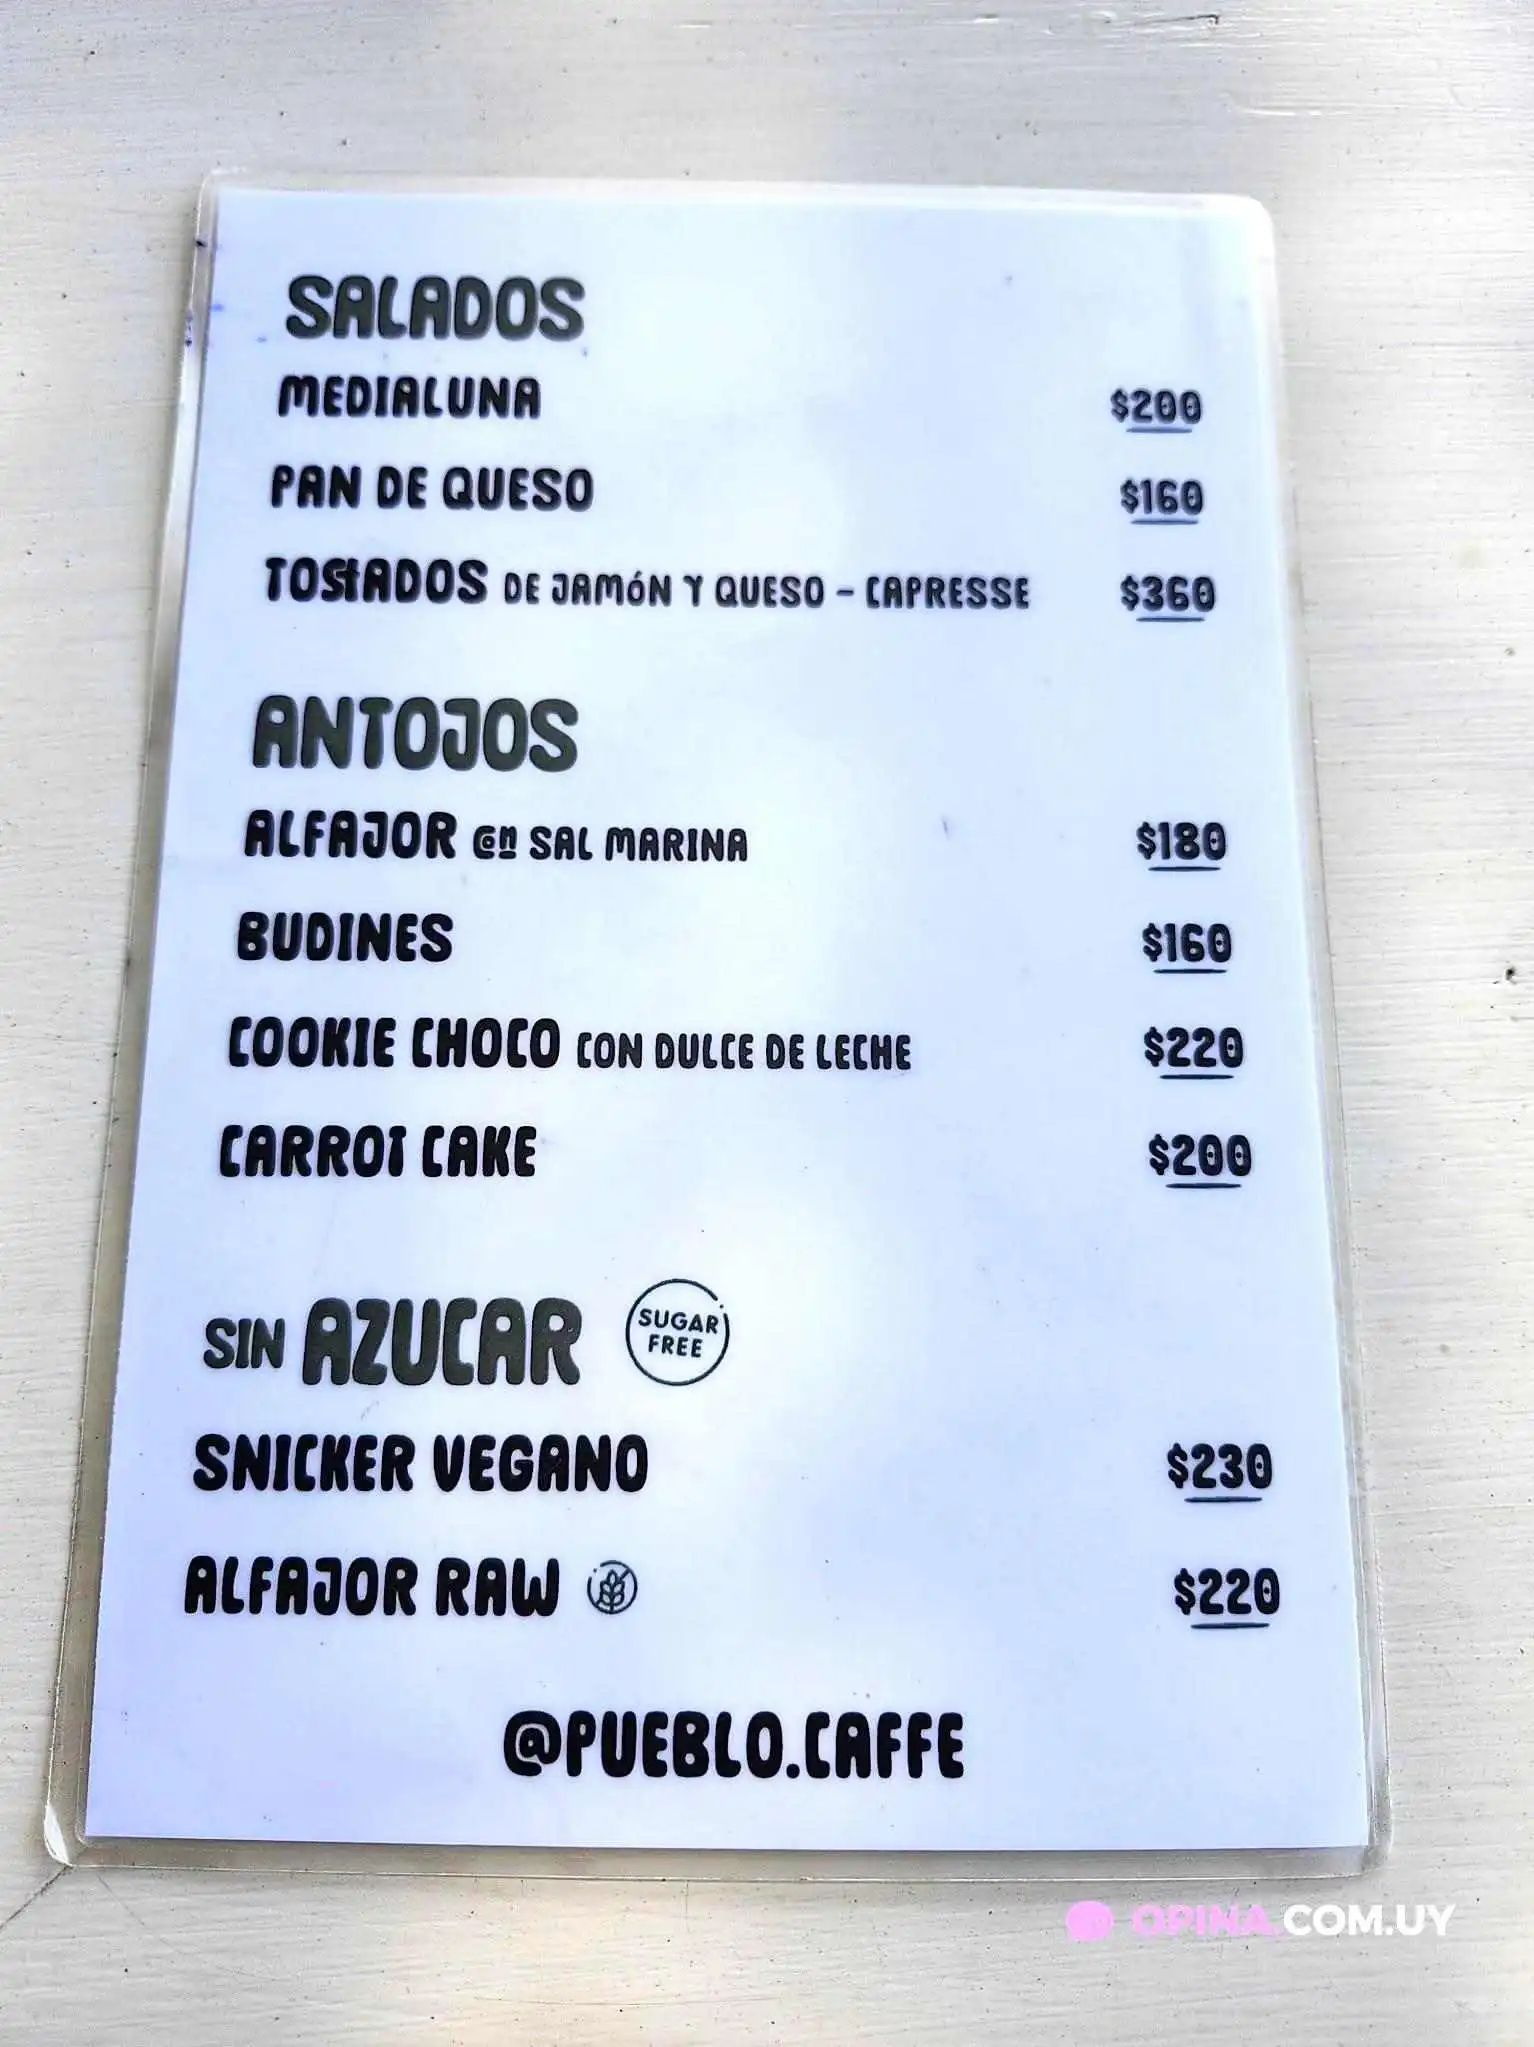 SALADOS
MEDIALUNA $200
PAN DE QUESO $160
TOSTADOS DE JAMÓN Y QUESO - CAPRESSE $360
ANTOJOS
ALFAJOR en SAL MARINA $180
BUDINES $160
COOKIE CHOCO CON DULCE DE LECHE $220
CARROT CAKE $200
SIN AZUCAR SUGAR FREE
SNICKER VEGANO $230
ALFAJOR RAW $220
@PUEBLO.CAFFE
OPINA.COM.UY